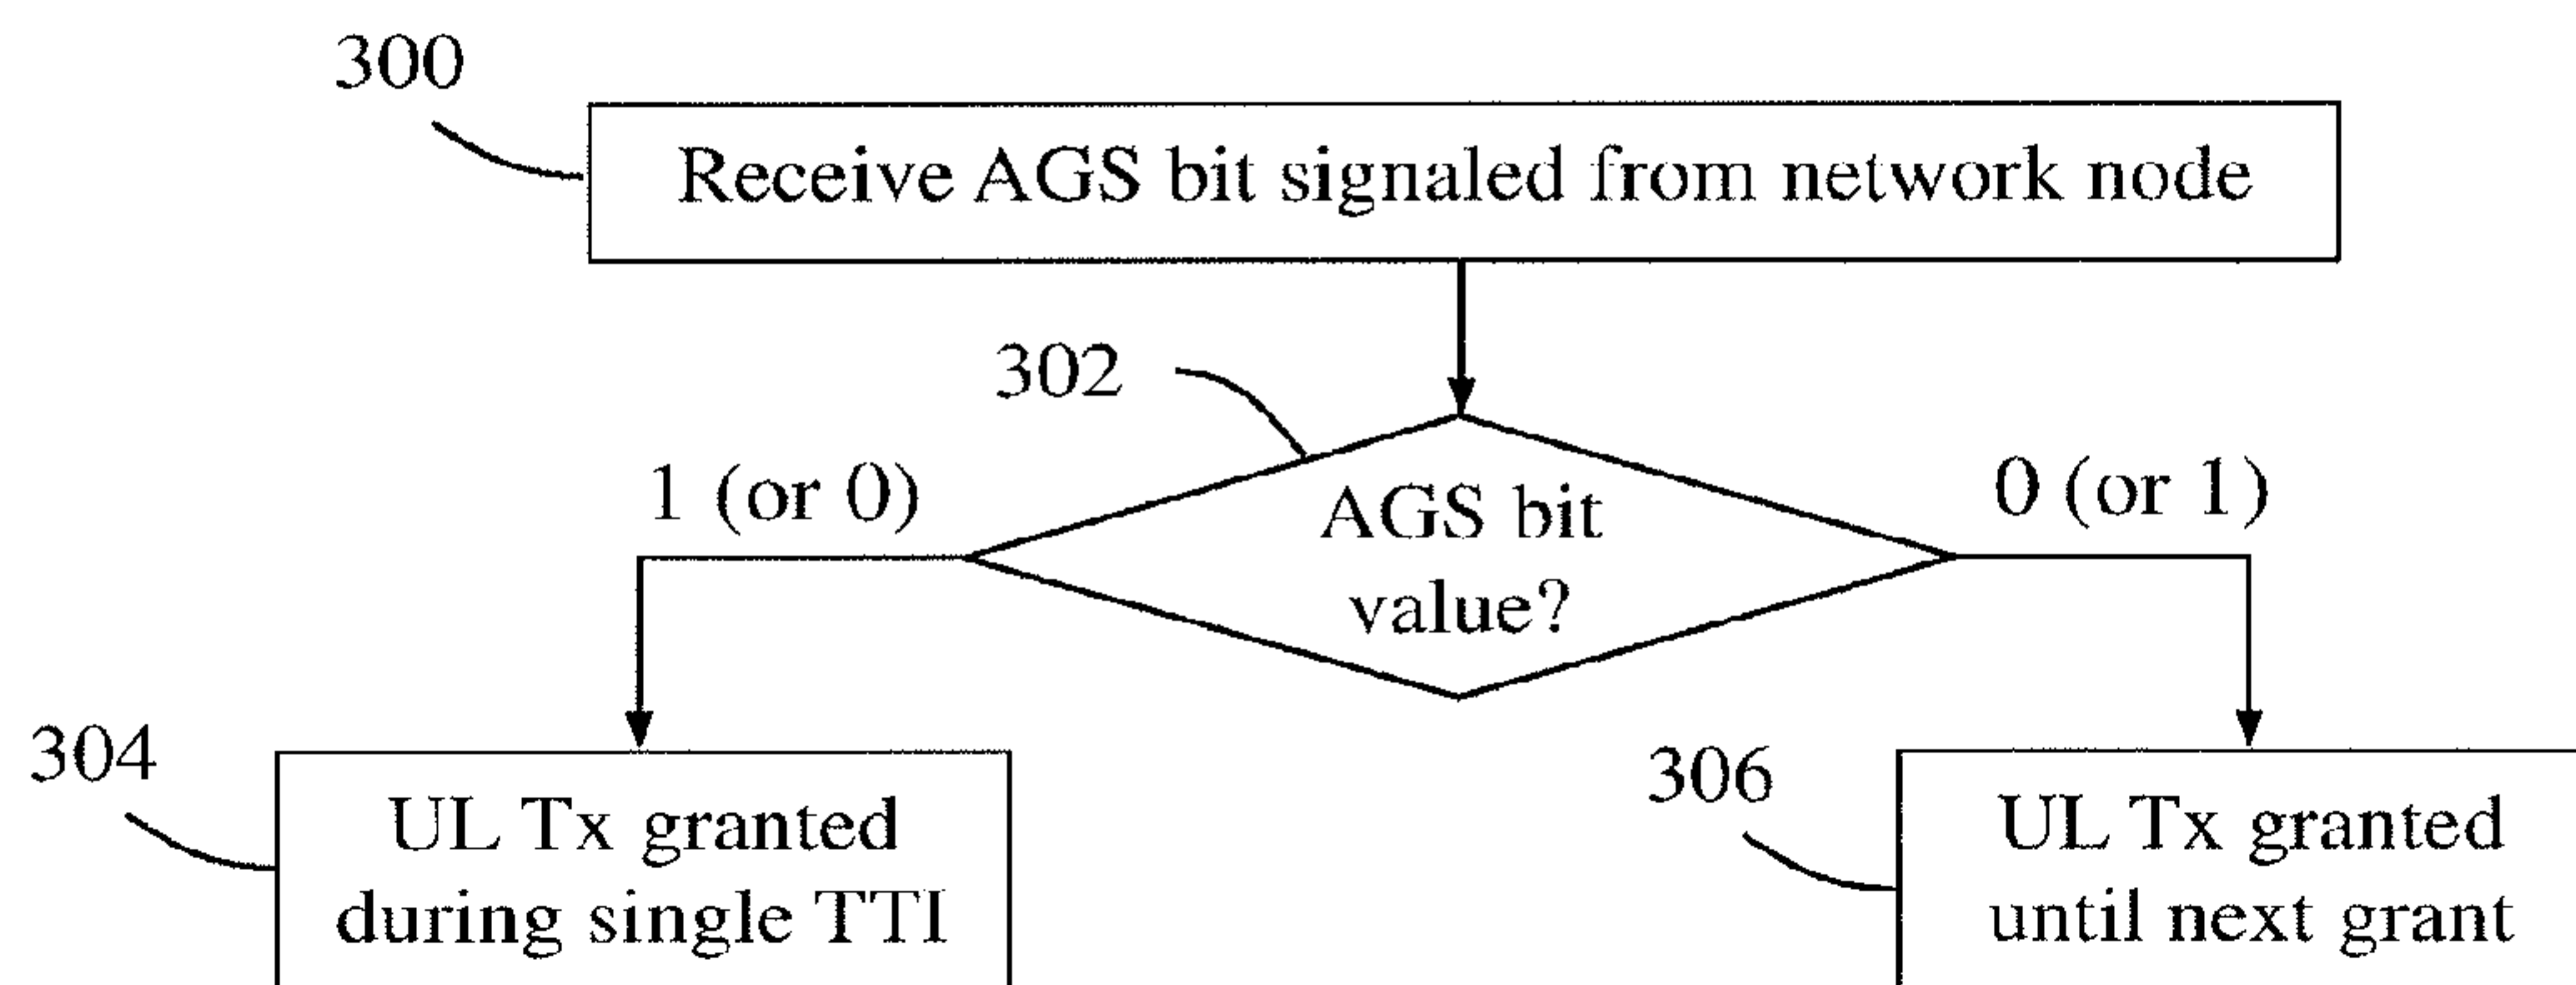 300
Receive AGS bit signaled from network node
302
1 (or 0)
0 (or 1)
AGS bit
value?
304
UL Tx granted
during single TTI
306
UL Tx granted
until next grant